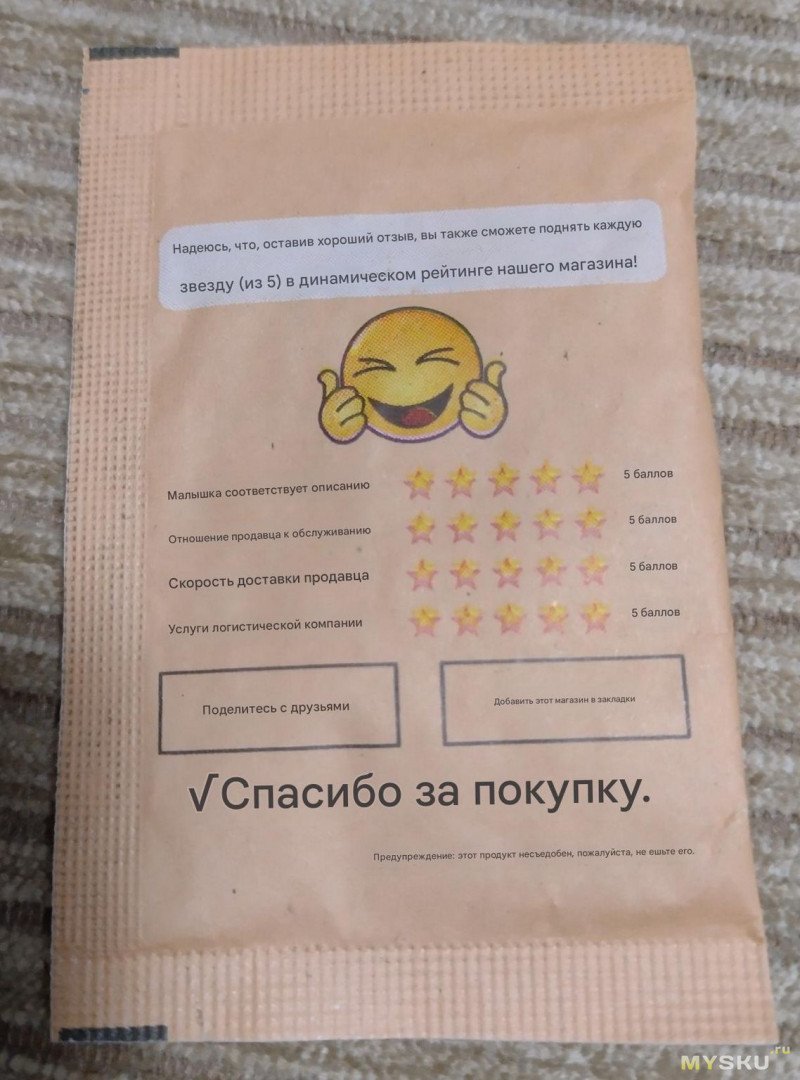 Надеюсь, что, оставив хороший отзыв, вы также сможете поднять каждую
звезду (из 5) в динамическом рейтинге нашего магазина!
Малышка соответствует описанию 5 баллов
Отношение продавца к обслуживанию 5 баллов
Скорость доставки продавца 5 баллов
Услуги логистической компании 5 баллов
Поделитесь с друзьями
Добавить этот магазин в закладки
√Спасибо за покупку.
Предупреждение: этот продукт несъедобен, пожалуйста, не ешьте его.
MYSKU.ru